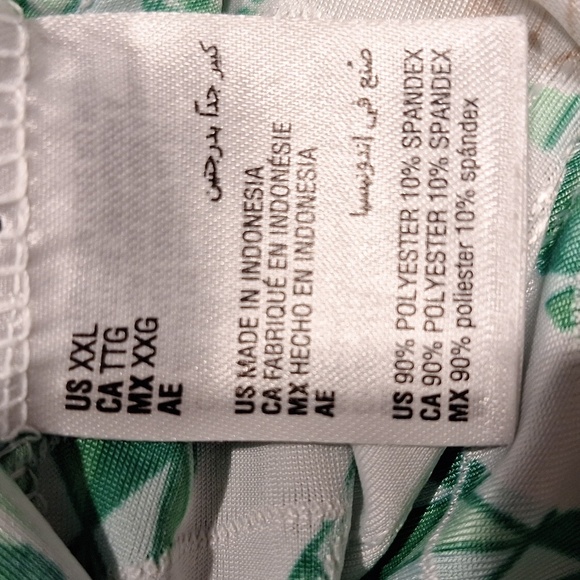 US XXL
CA TTG
MX XXG
AE كبير جداً بدرجتين
US MADE IN INDONESIA
CA FABRIQUÉ EN INDONÉSIE
MX HECHO EN INDONESIA
AE صُنع في إندونيسيا
US 90% POLYESTER 10% SPANDEX
CA 90% POLYESTER 10% SPANDEX
MX 90% poliester 10% spándex